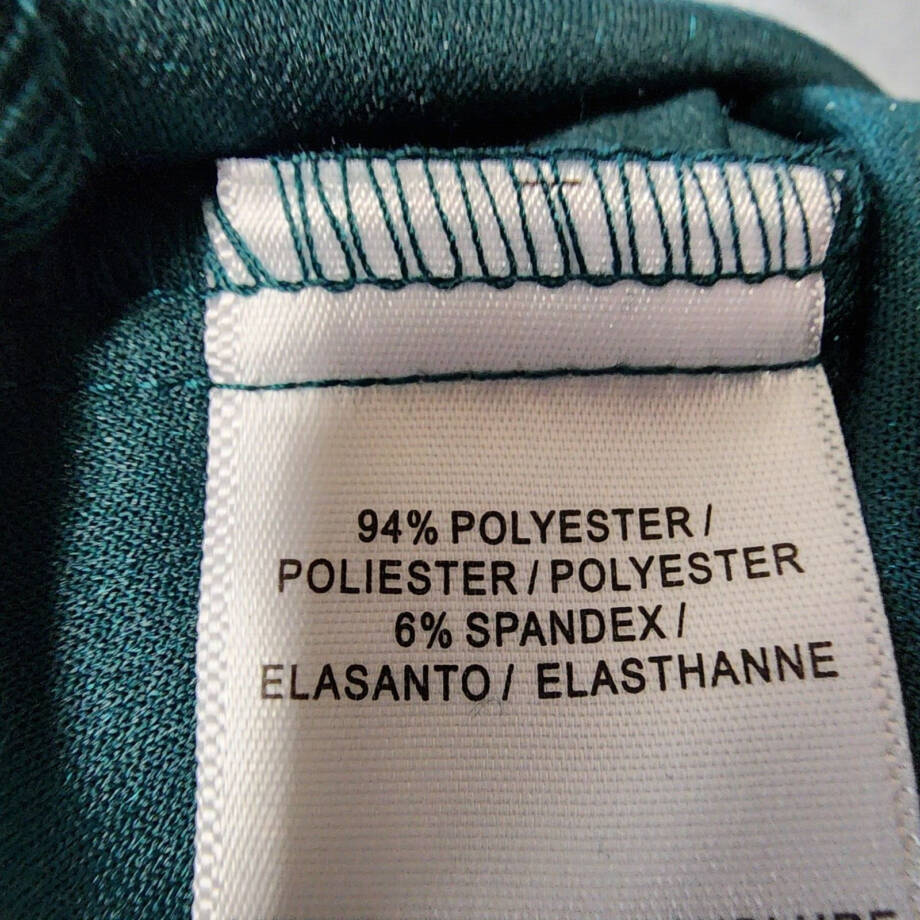 94% POLYESTER /
POLIESTER / POLYESTER
6% SPANDEX /
ELASANTO / ELASTHANNE